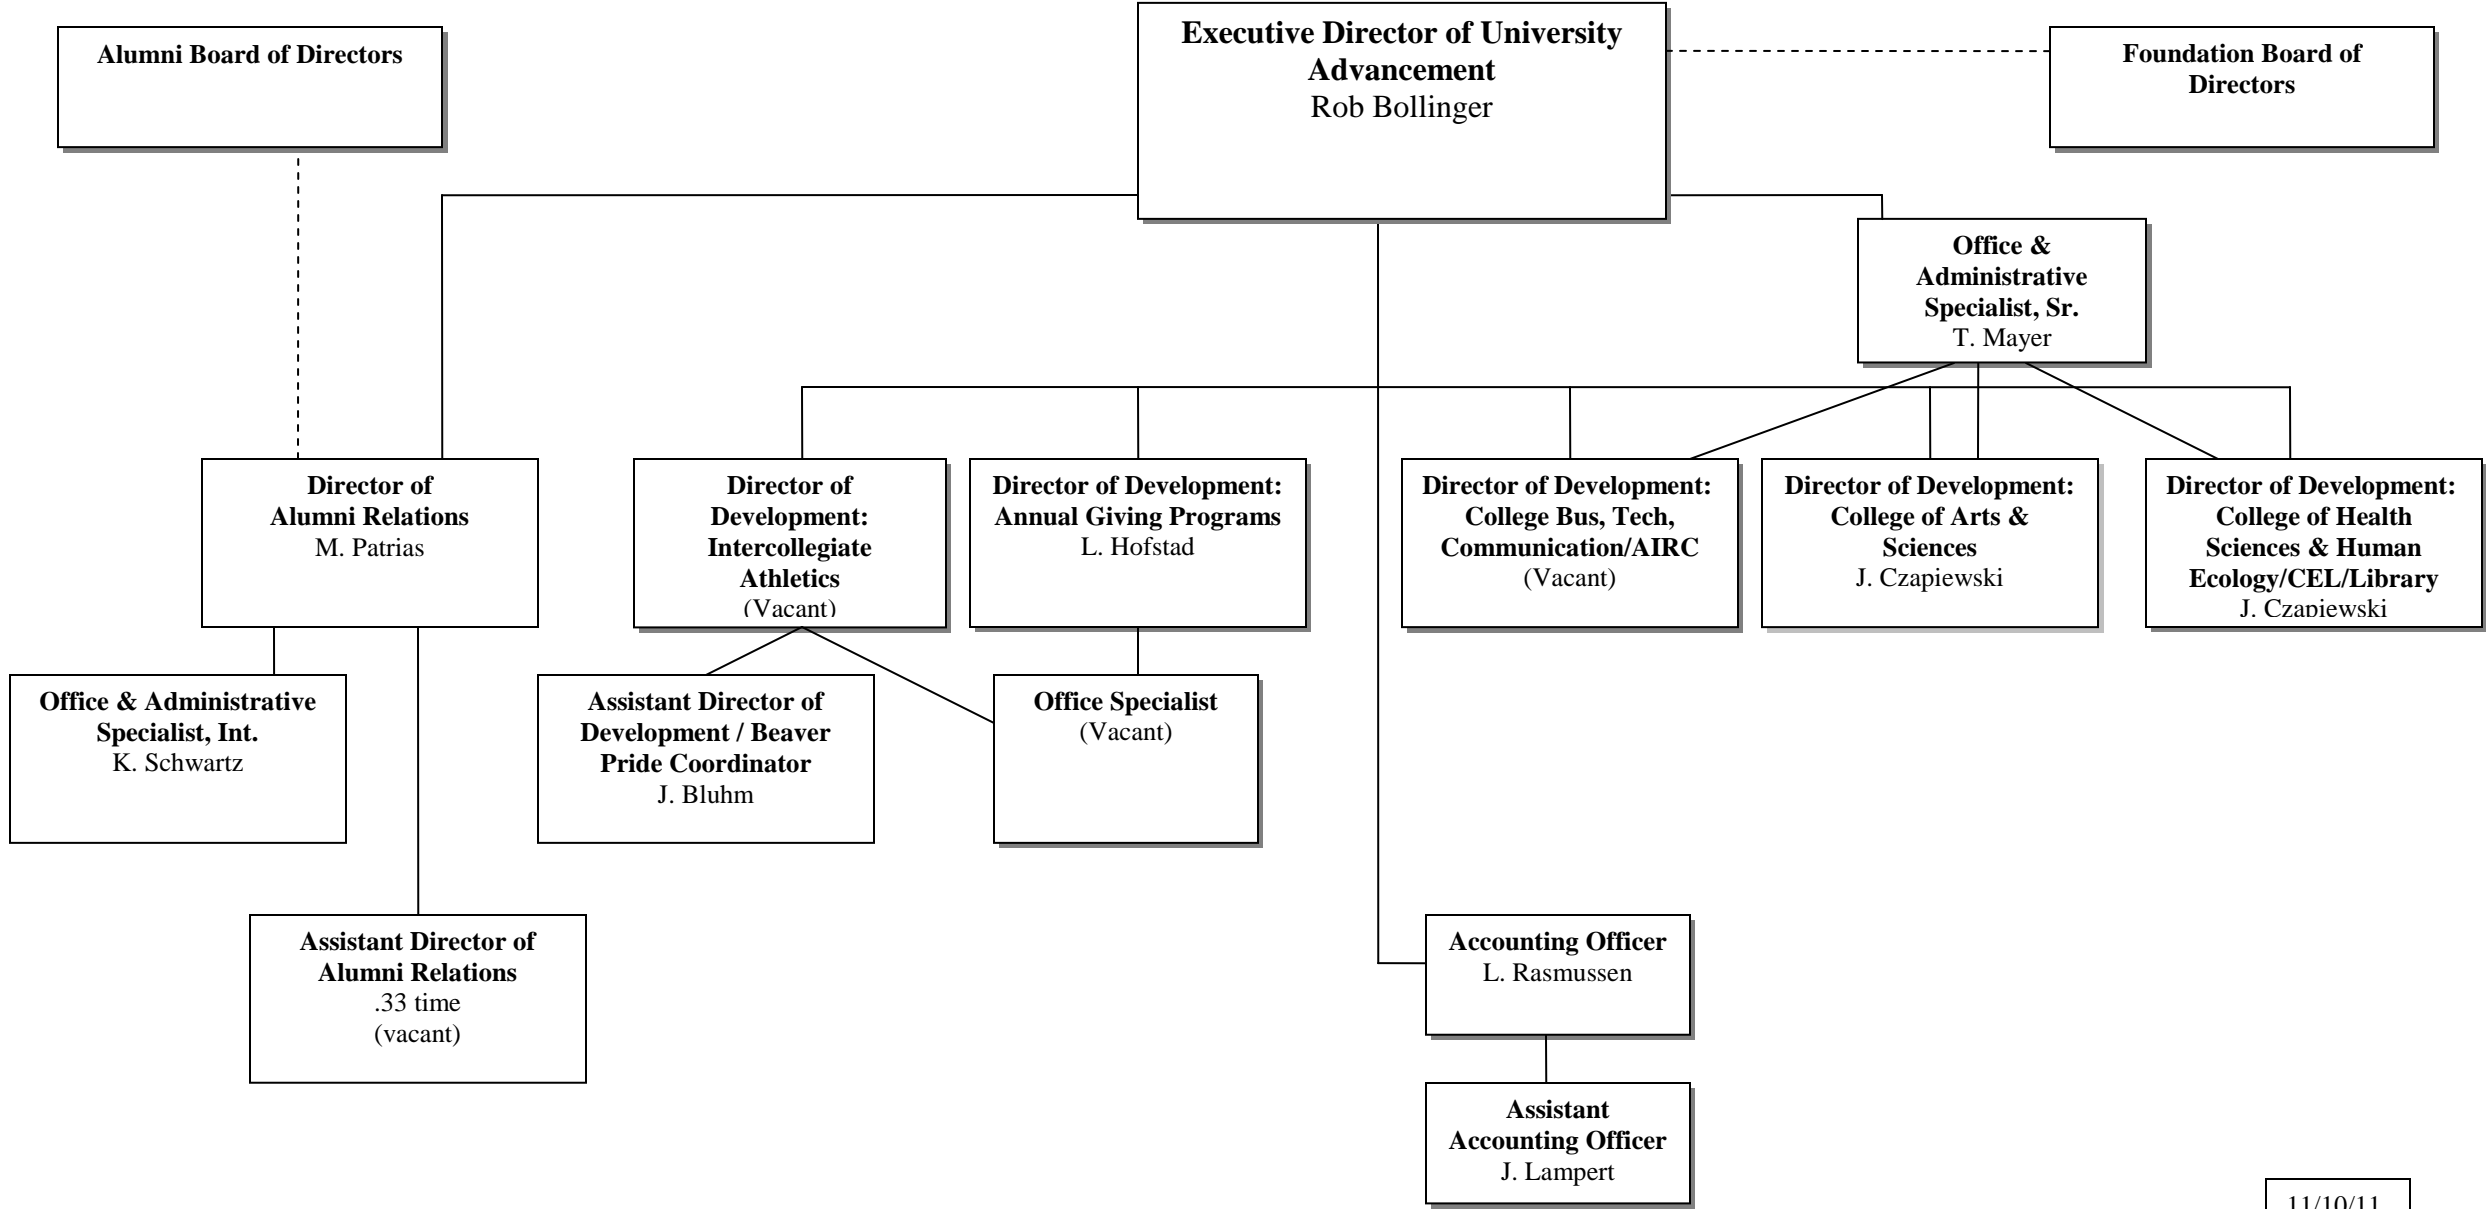 Alumni Board of Directors
Executive Director of University
Advancement
Rob Bollinger
Foundation Board of
Directors
Office &
Administrative
Specialist, Sr.
T. Mayer
Director of
Alumni Relations
M. Patrias
Director of
Development:
Intercollegiate
Athletics
(Vacant)
Director of Development:
Annual Giving Programs
L. Hofstad
Director of Development:
College Bus, Tech,
Communication/AIRC
(Vacant)
Director of Development:
College of Arts &
Sciences
J. Czapiewski
Director of Development:
College of Health
Sciences & Human
Ecology/CEL/Library
J. Czapiewski
Office & Administrative
Specialist, Int.
K. Schwartz
Assistant Director of
Development / Beaver
Pride Coordinator
J. Bluhm
Office Specialist
(Vacant)
Assistant Director of
Alumni Relations
.33 time
(vacant)
Accounting Officer
L. Rasmussen
Assistant
Accounting Officer
J. Lampert
11/10/11